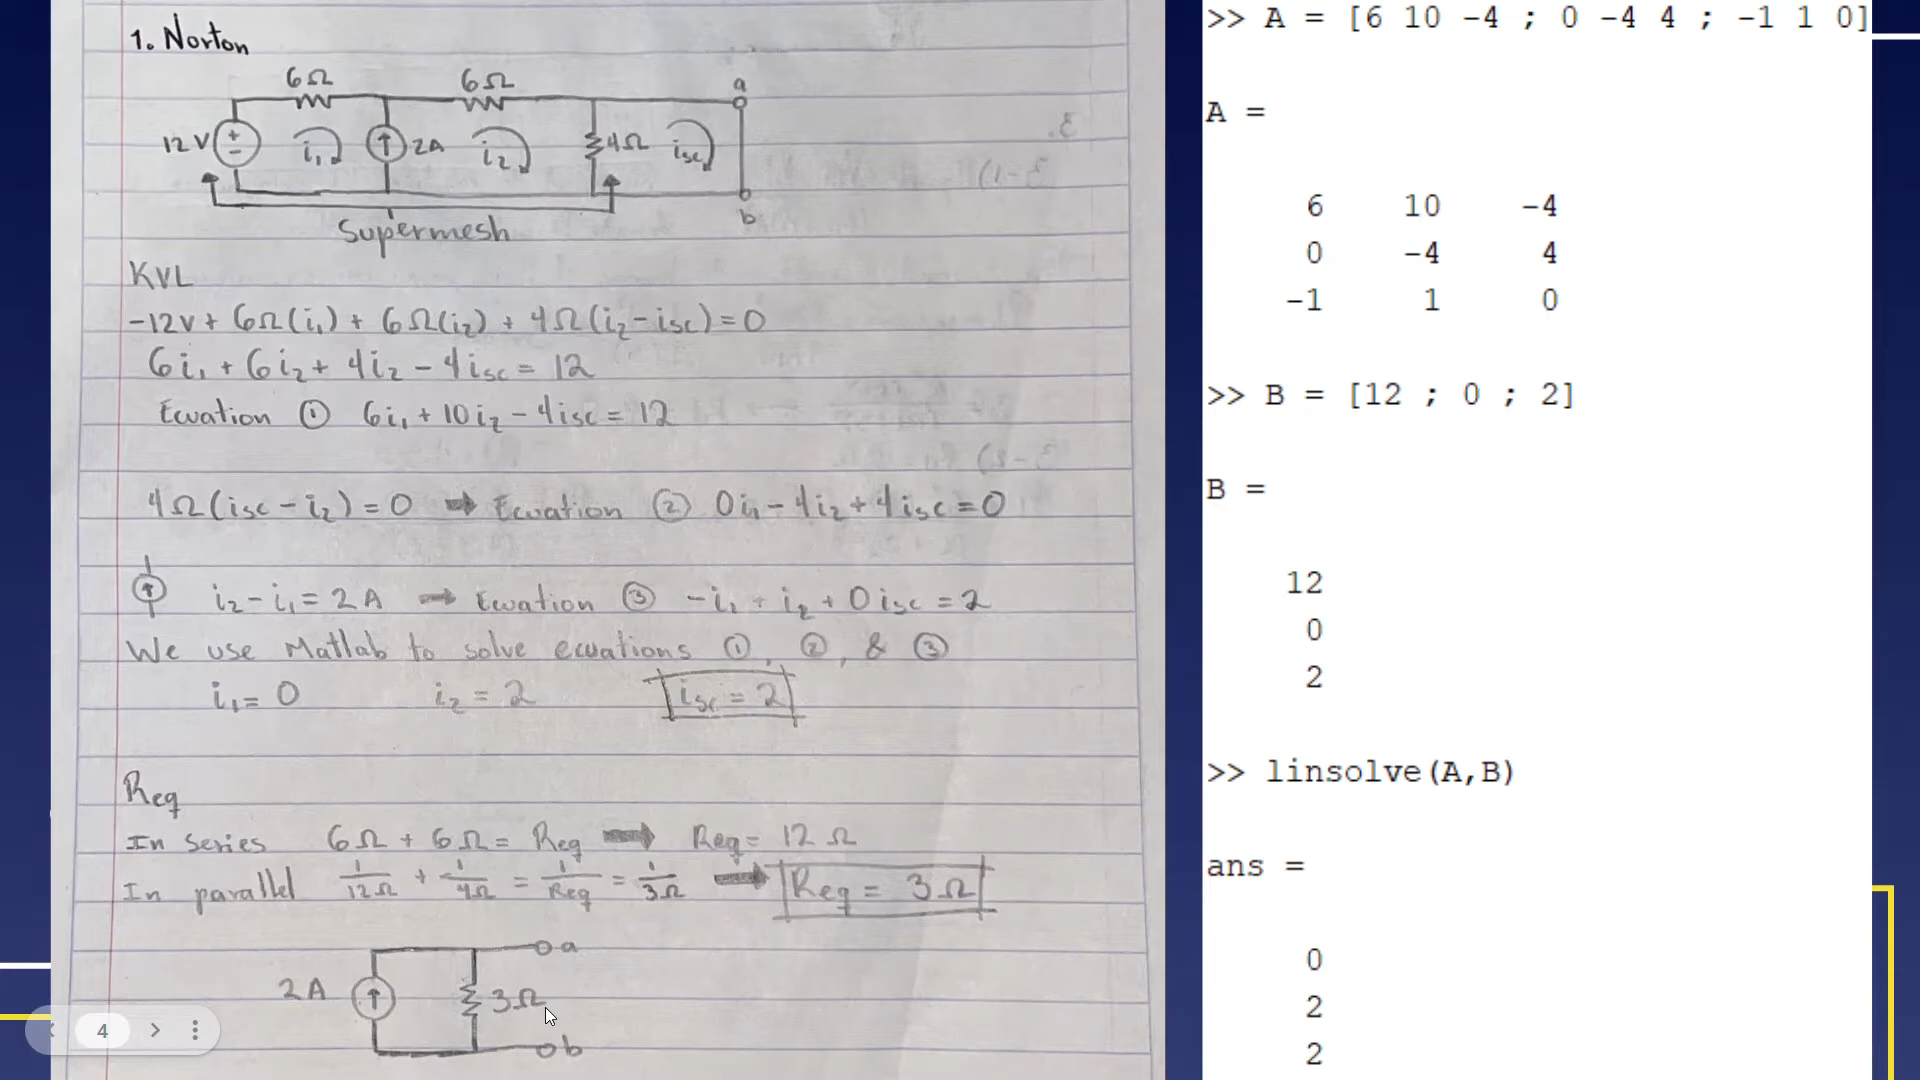 1. Norton
6Ω 6Ω a
12V + - i₁ 2A i₂ 4Ω isc
b
Supermesh
KVL
-12V + 6Ω(i₁) + 6Ω(i₂) + 4Ω(i₂ - isc) = 0
6i₁ + 6i₂ + 4i₂ - 4isc = 12
Ewation ① 6i₁ + 10i₂ - 4isc = 12
4Ω(isc - i₂) = 0 ➡ Ewation ② 0i₁ - 4i₂ + 4isc = 0
i₂ - i₁ = 2A ➡ Ewation ③ -i₁ + i₂ + 0isc = 2
We use Matlab to solve ewations ①, ②, & ③
i₁ = 0 i₂ = 2 isc = 2
Req
In series 6Ω + 6Ω = Req ➡ Req = 12Ω
In parallel 1/12Ω + 1/4Ω = 1/Req = 1/3Ω ➡ Req = 3Ω
a
2A 3Ω
b
4
>> A = [6 10 -4 ; 0 -4 4 ; -1 1 0]
A =
6 10 -4
0 -4 4
-1 1 0
>> B = [12 ; 0 ; 2]
B =
12
0
2
>> linsolve(A,B)
ans =
0
2
2